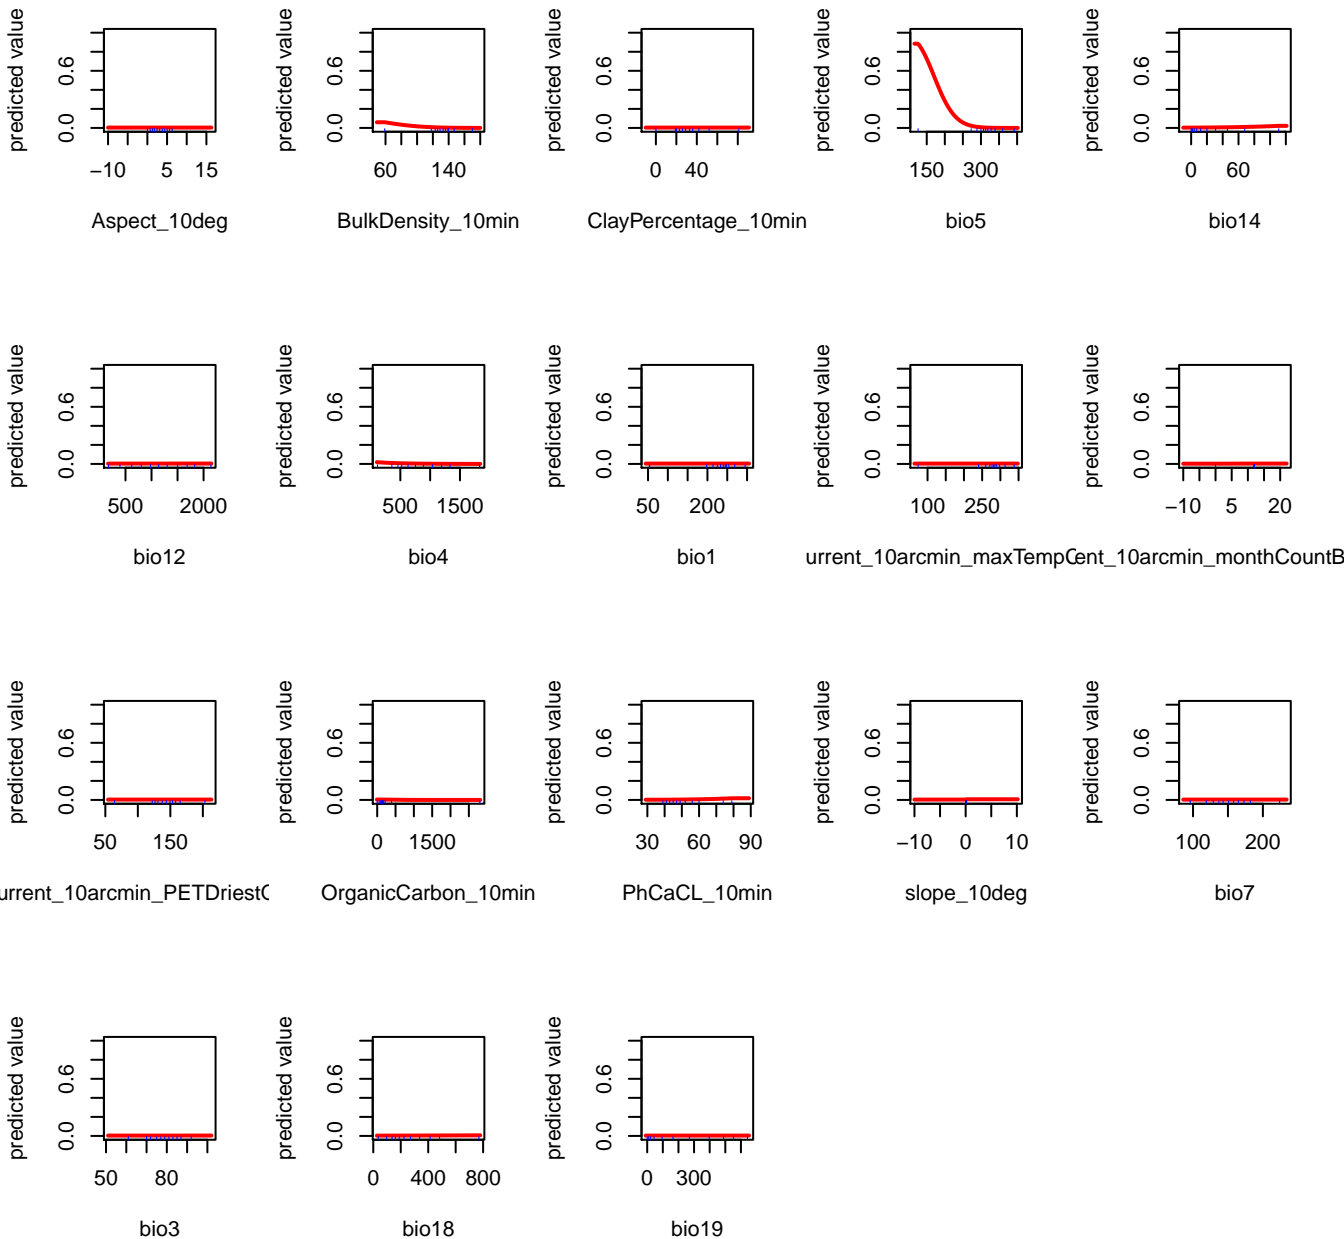 predicted value predicted value predicted value predicted value predicted value
0.0 0.6 0.0 0.6 0.0 0.6 0.0 0.6 0.0 0.6
−10 5 15 60 140 0 40 150 300 0 60
Aspect_10deg BulkDensity_10min ClayPercentage_10min bio5 bio14
predicted value predicted value predicted value predicted value predicted value
0.0 0.6 0.0 0.6 0.0 0.6 0.0 0.6 0.0 0.6
500 2000 500 1500 50 200 100 250 −10 5 20
bio12 bio4 bio1 urrent_10arcmin_maxTempC ent_10arcmin_monthCountB
predicted value predicted value predicted value predicted value predicted value
0.0 0.6 0.0 0.6 0.0 0.6 0.0 0.6 0.0 0.6
50 150 0 1500 30 60 90 −10 0 10 100 200
urrent_10arcmin_PETDriestQ OrganicCarbon_10min PhCaCL_10min slope_10deg bio7
predicted value predicted value predicted value
0.0 0.6 0.0 0.6 0.0 0.6
50 80 0 400 800 0 300
bio3 bio18 bio19